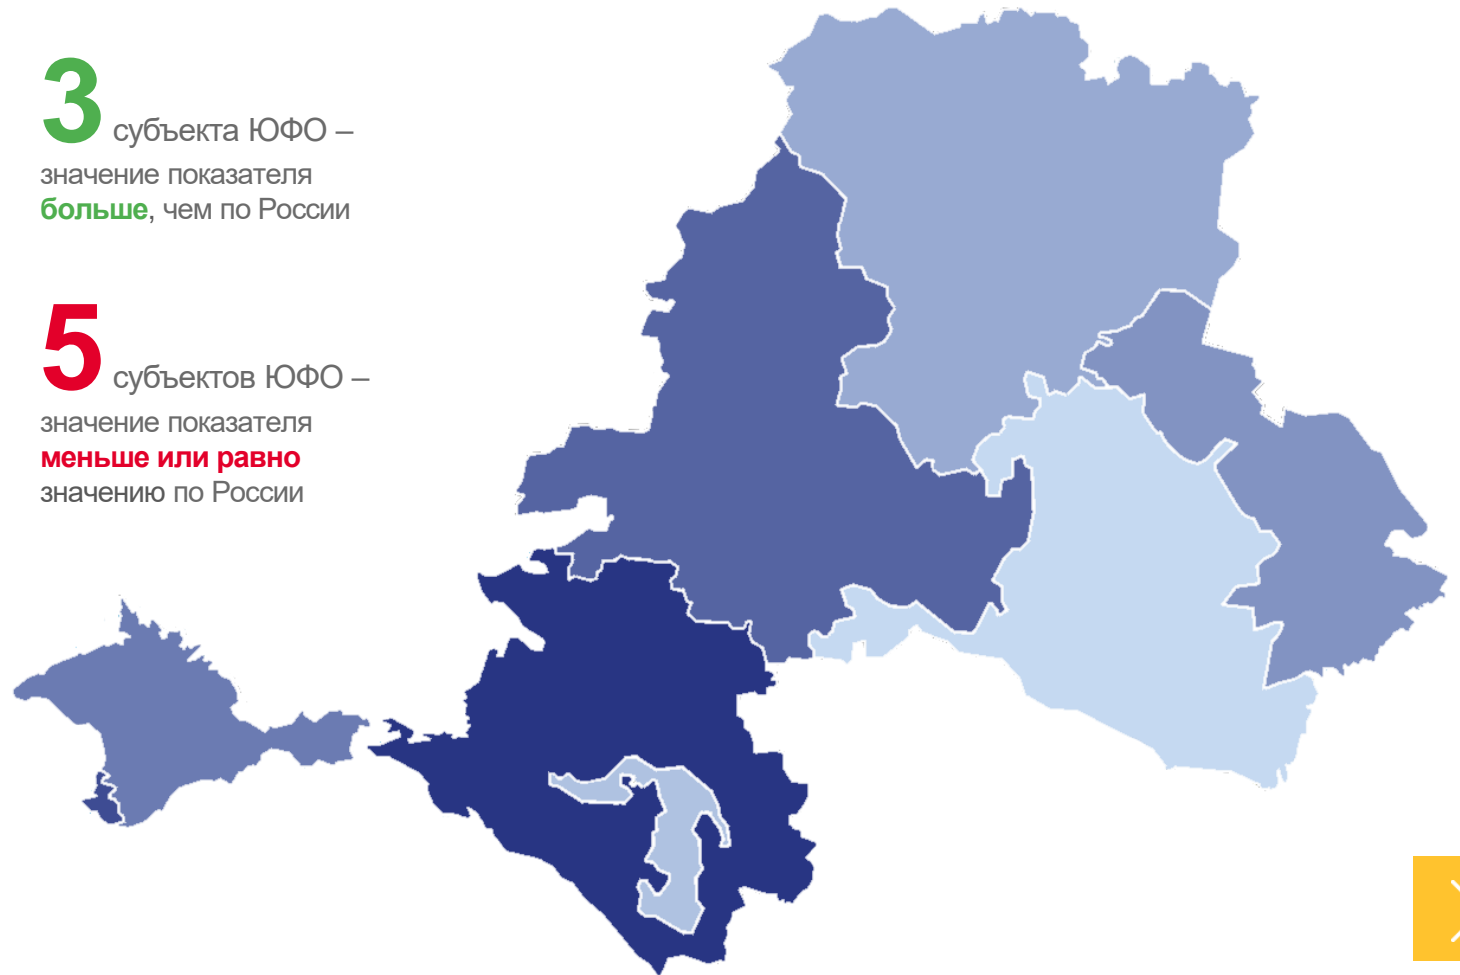 3 субъекта ЮФО –
значение показателя
больше, чем по России
5 субъектов ЮФО –
значение показателя
меньше или равно
значению по России